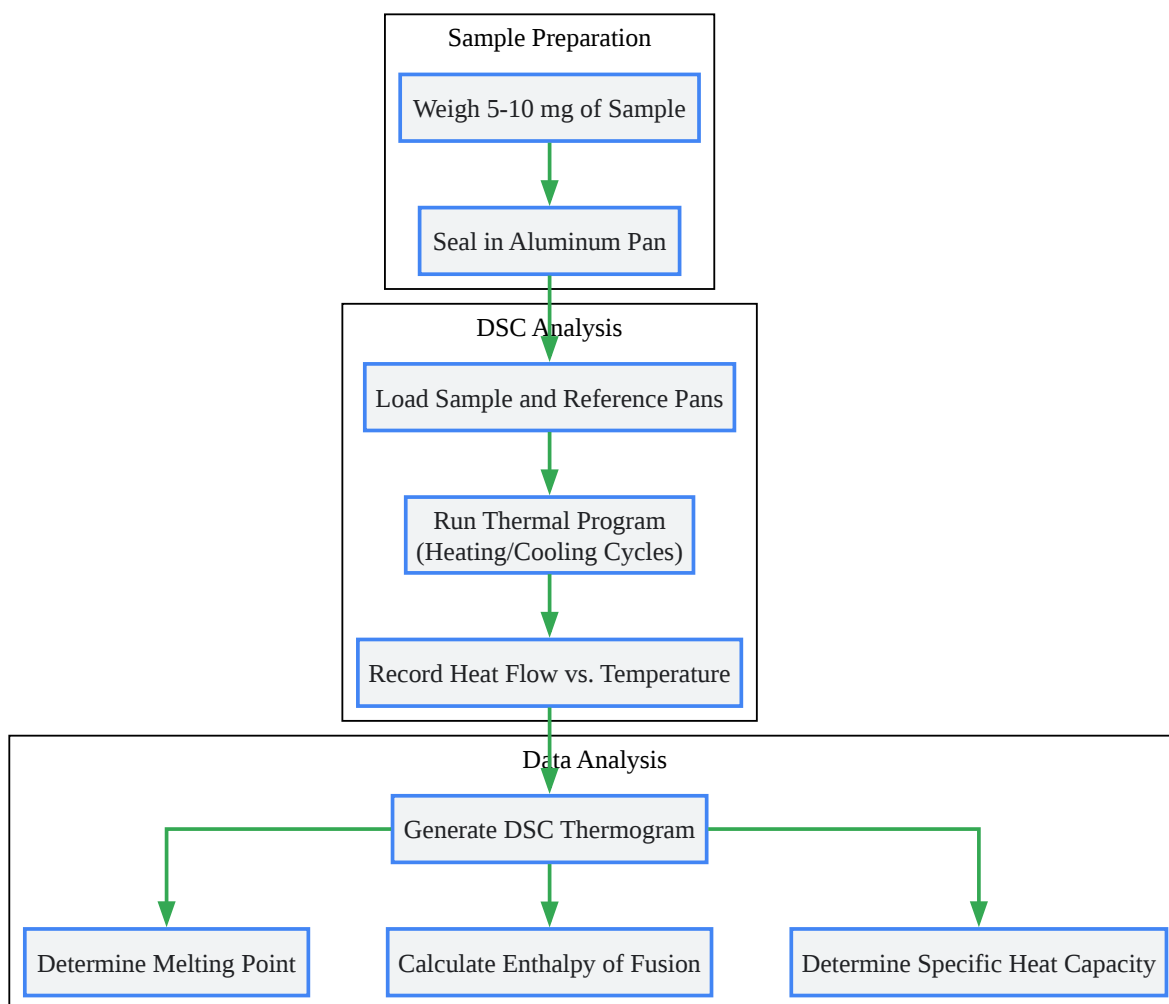 Sample Preparation
Weigh 5-10 mg of Sample
Seal in Aluminum Pan
DSC Analysis
Load Sample and Reference Pans
Run Thermal Program
(Heating/Cooling Cycles)
Record Heat Flow vs. Temperature
Data Analysis
Generate DSC Thermogram
Determine Melting Point
Calculate Enthalpy of Fusion
Determine Specific Heat Capacity